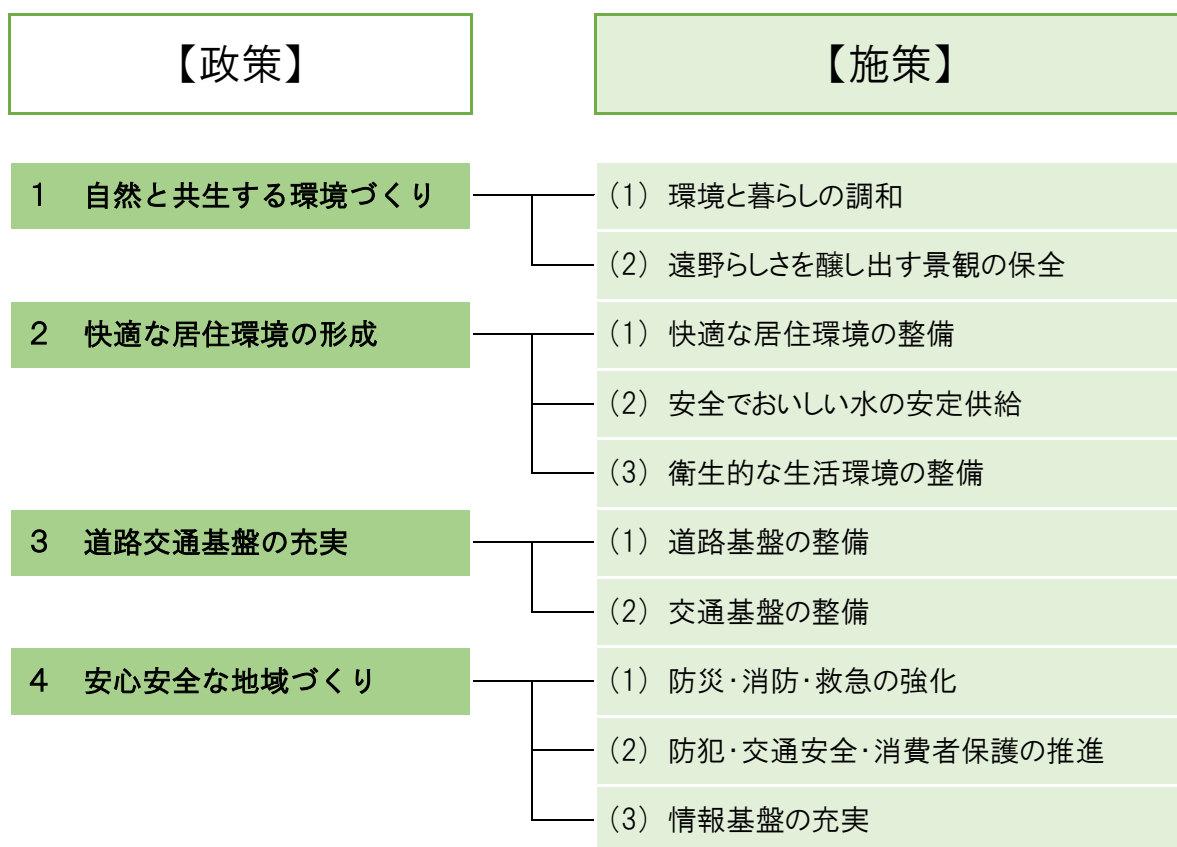 【政策】
【施策】
１　自然と共生する環境づくり
(1) 環境と暮らしの調和
(2) 遠野らしさを醸し出す景観の保全
２　快適な居住環境の形成
(1) 快適な居住環境の整備
(2) 安全でおいしい水の安定供給
(3) 衛生的な生活環境の整備
３　道路交通基盤の充実
(1) 道路基盤の整備
(2) 交通基盤の整備
４　安心安全な地域づくり
(1) 防災・消防・救急の強化
(2) 防犯・交通安全・消費者保護の推進
(3) 情報基盤の充実